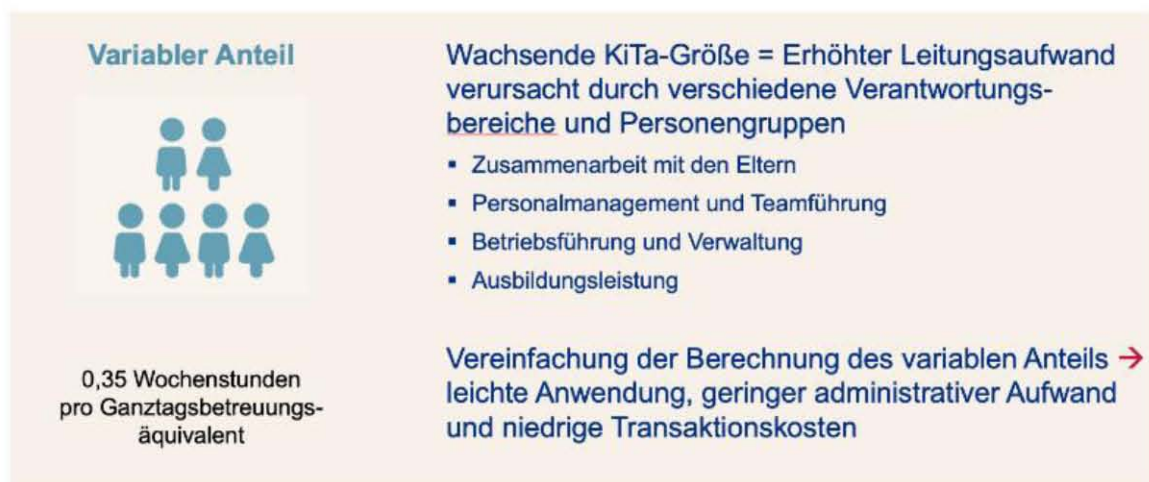 Variabler Anteil
0,35 Wochenstunden
pro Ganztagsbetreuungs-
äquivalent
Wachsende KiTa-Größe = Erhöhter Leitungsaufwand
verursacht durch verschiedene Verantwortungs-
bereiche und Personengruppen
▪ Zusammenarbeit mit den Eltern
▪ Personalmanagement und Teamführung
▪ Betriebsführung und Verwaltung
▪ Ausbildungsleistung
Vereinfachung der Berechnung des variablen Anteils →
leichte Anwendung, geringer administrativer Aufwand
und niedrige Transaktionskosten